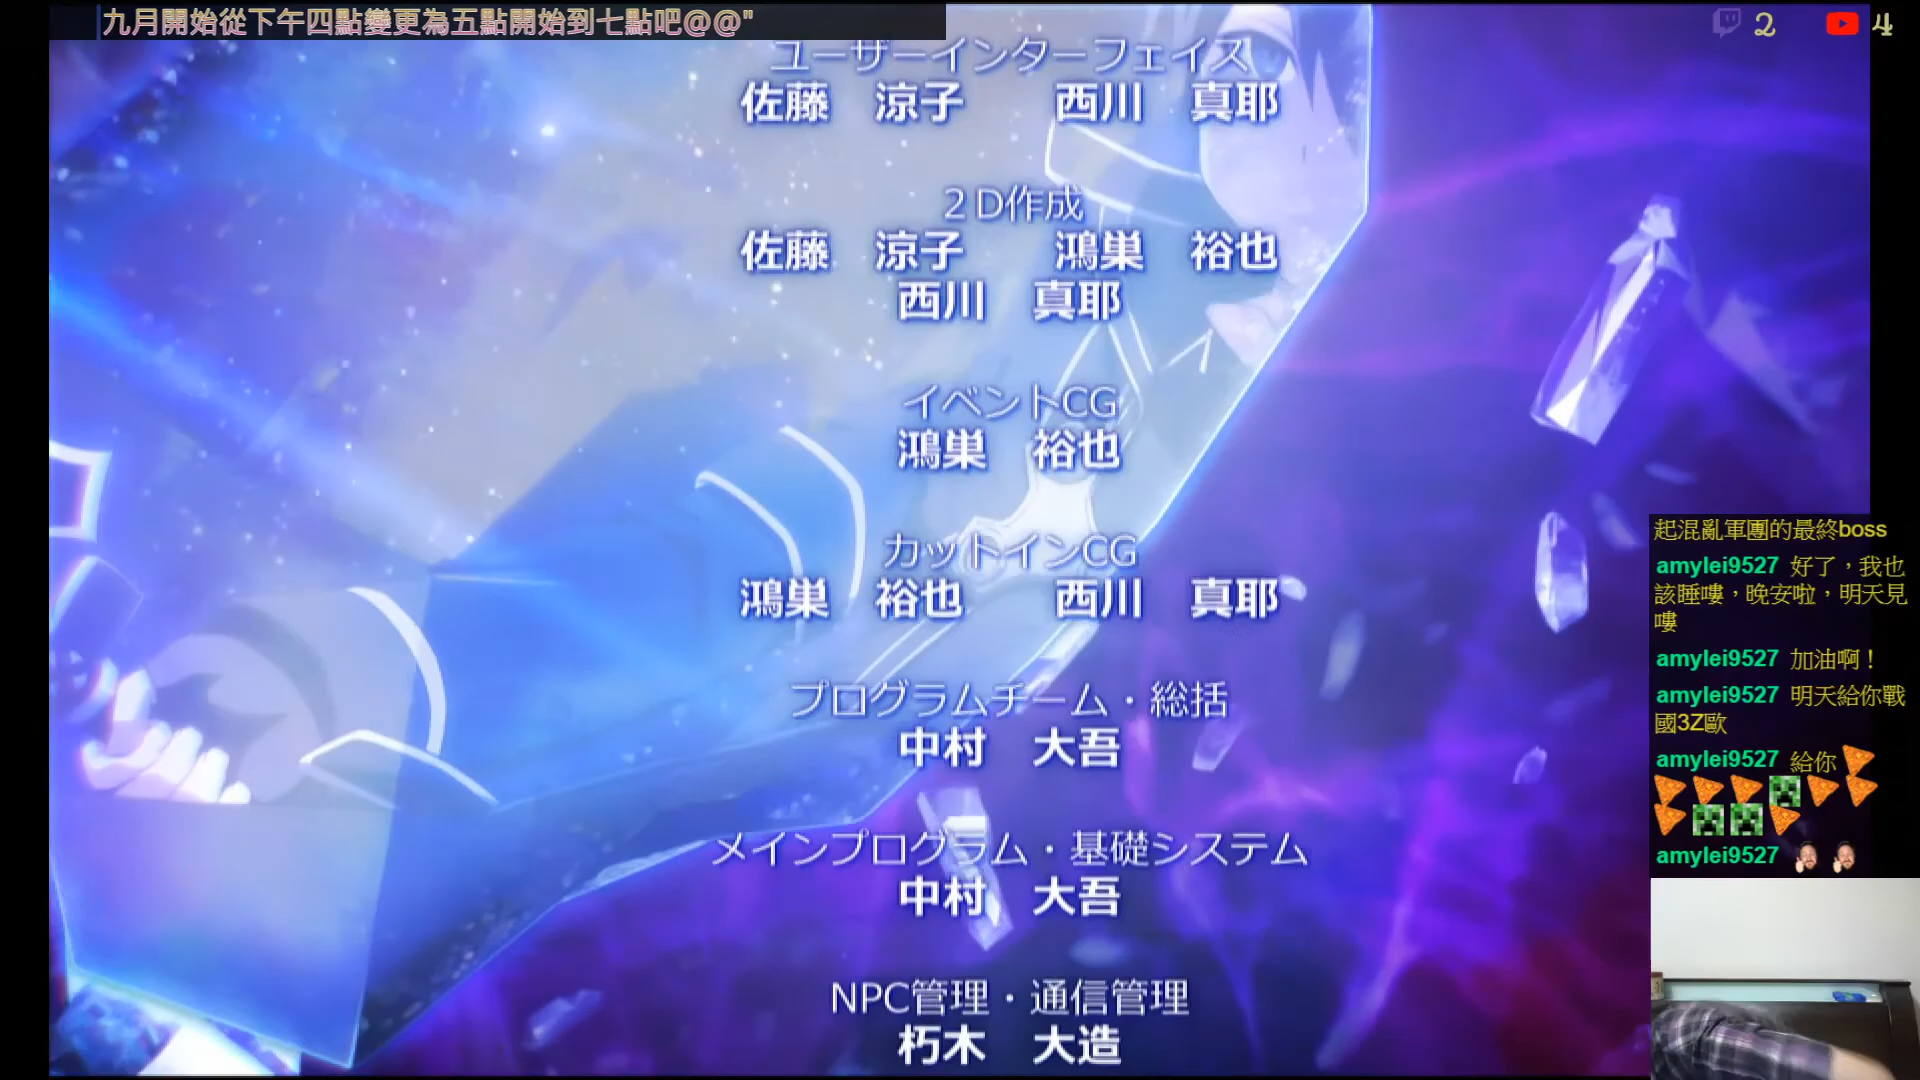 九月開始從下午四點變更為五點開始到七點吧@@"
2
4
ユーザーインターフェイス
佐藤　涼子　　西川　真耶
２Ｄ作成
佐藤　涼子　　鴻巣　裕也
西川　真耶
イベントCG
鴻巣　裕也
カットインCG
鴻巣　裕也　　西川　真耶
プログラムチーム・総括
中村　大吾
メインプログラム・基礎システム
中村　大吾
NPC管理・通信管理
朽木　大造
起混亂軍團的最終boss
amylei9527 好了，我也
該睡嘍，晚安啦，明天見
嘍
amylei9527 加油啊！
amylei9527 明天給你戰
國3Z歐
amylei9527 給你
amylei9527